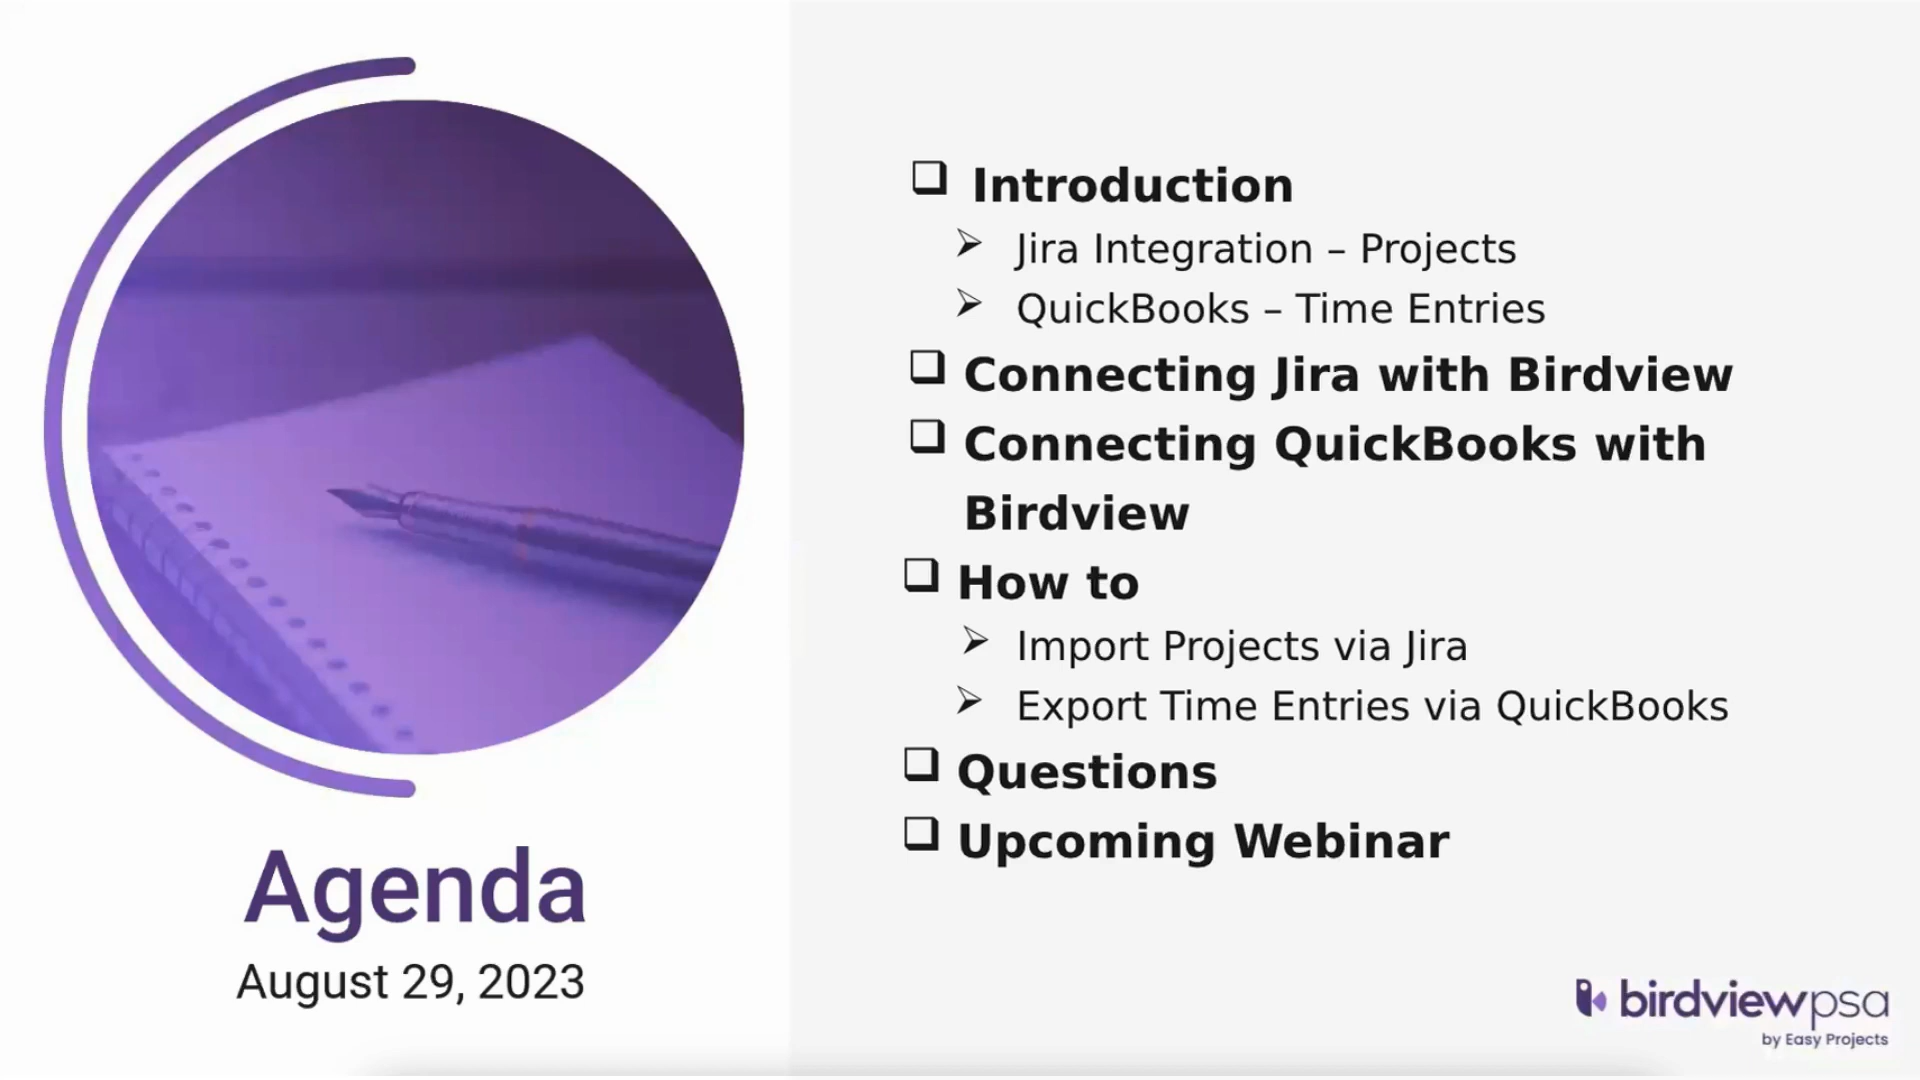 Agenda
August 29, 2023
Introduction
Jira Integration – Projects
QuickBooks – Time Entries
Connecting Jira with Birdview
Connecting QuickBooks with
Birdview
How to
Import Projects via Jira
Export Time Entries via QuickBooks
Questions
Upcoming Webinar
birdviewpsa
by Easy Projects